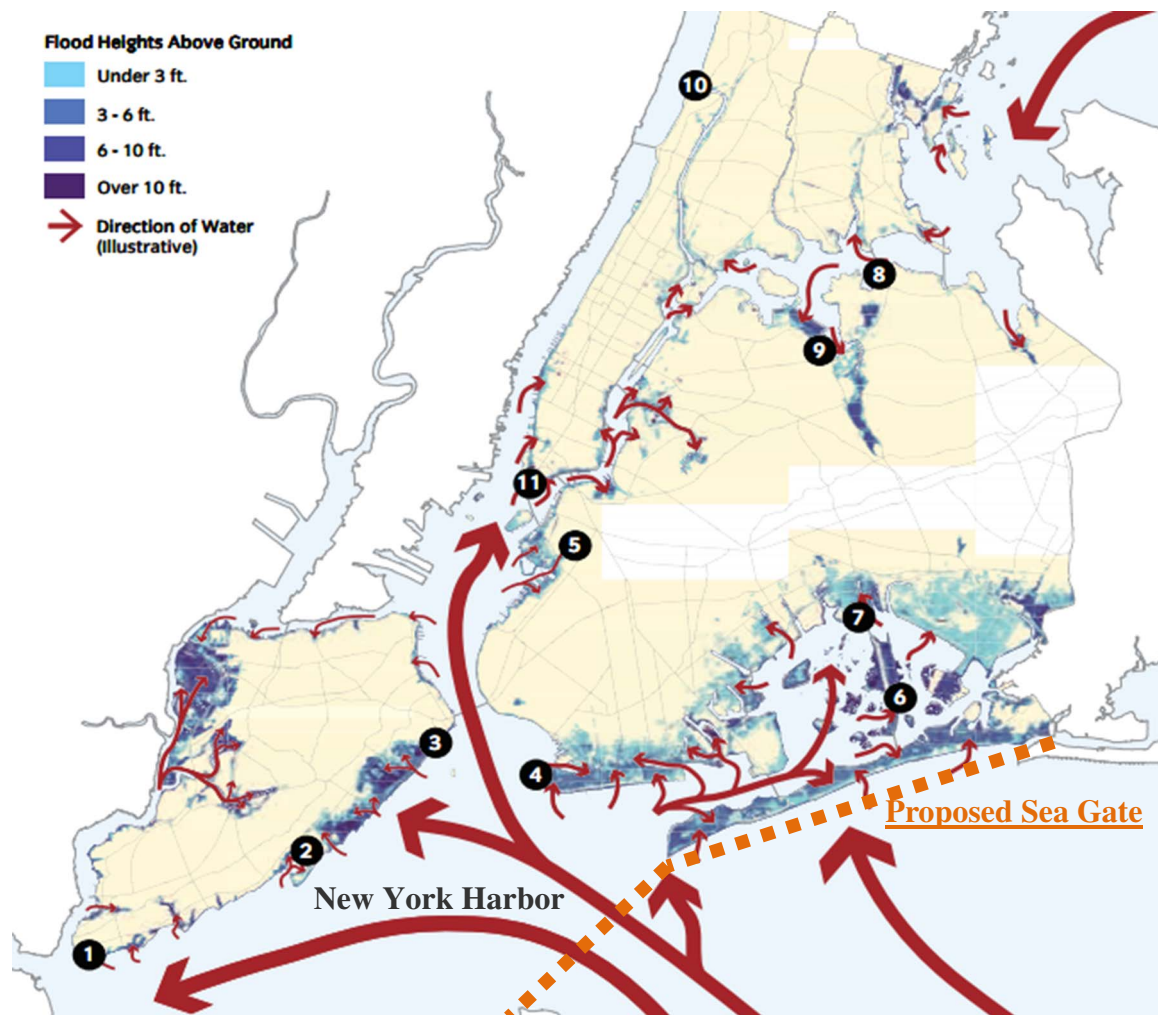 Flood Heights Above Ground
Under 3 ft.
3 - 6 ft.
6 - 10 ft.
Over 10 ft.
Direction of Water
(Illustrative)
10
8
9
11
5
7
6
3
4
Proposed Sea Gate
2
New York Harbor
1